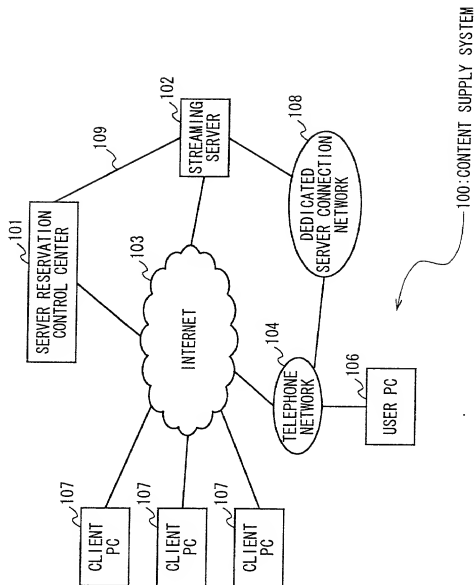 101
SERVER RESERVATION
CONTROL CENTER
109
102
STREAMING
SERVER
103
INTERNET
107
CLIENT
PC
107
CLIENT
PC
107
CLIENT
PC
104
TELEPHONE
NETWORK
108
DEDICATED
SERVER CONNECTION
NETWORK
106
USER PC
100:CONTENT SUPPLY SYSTEM